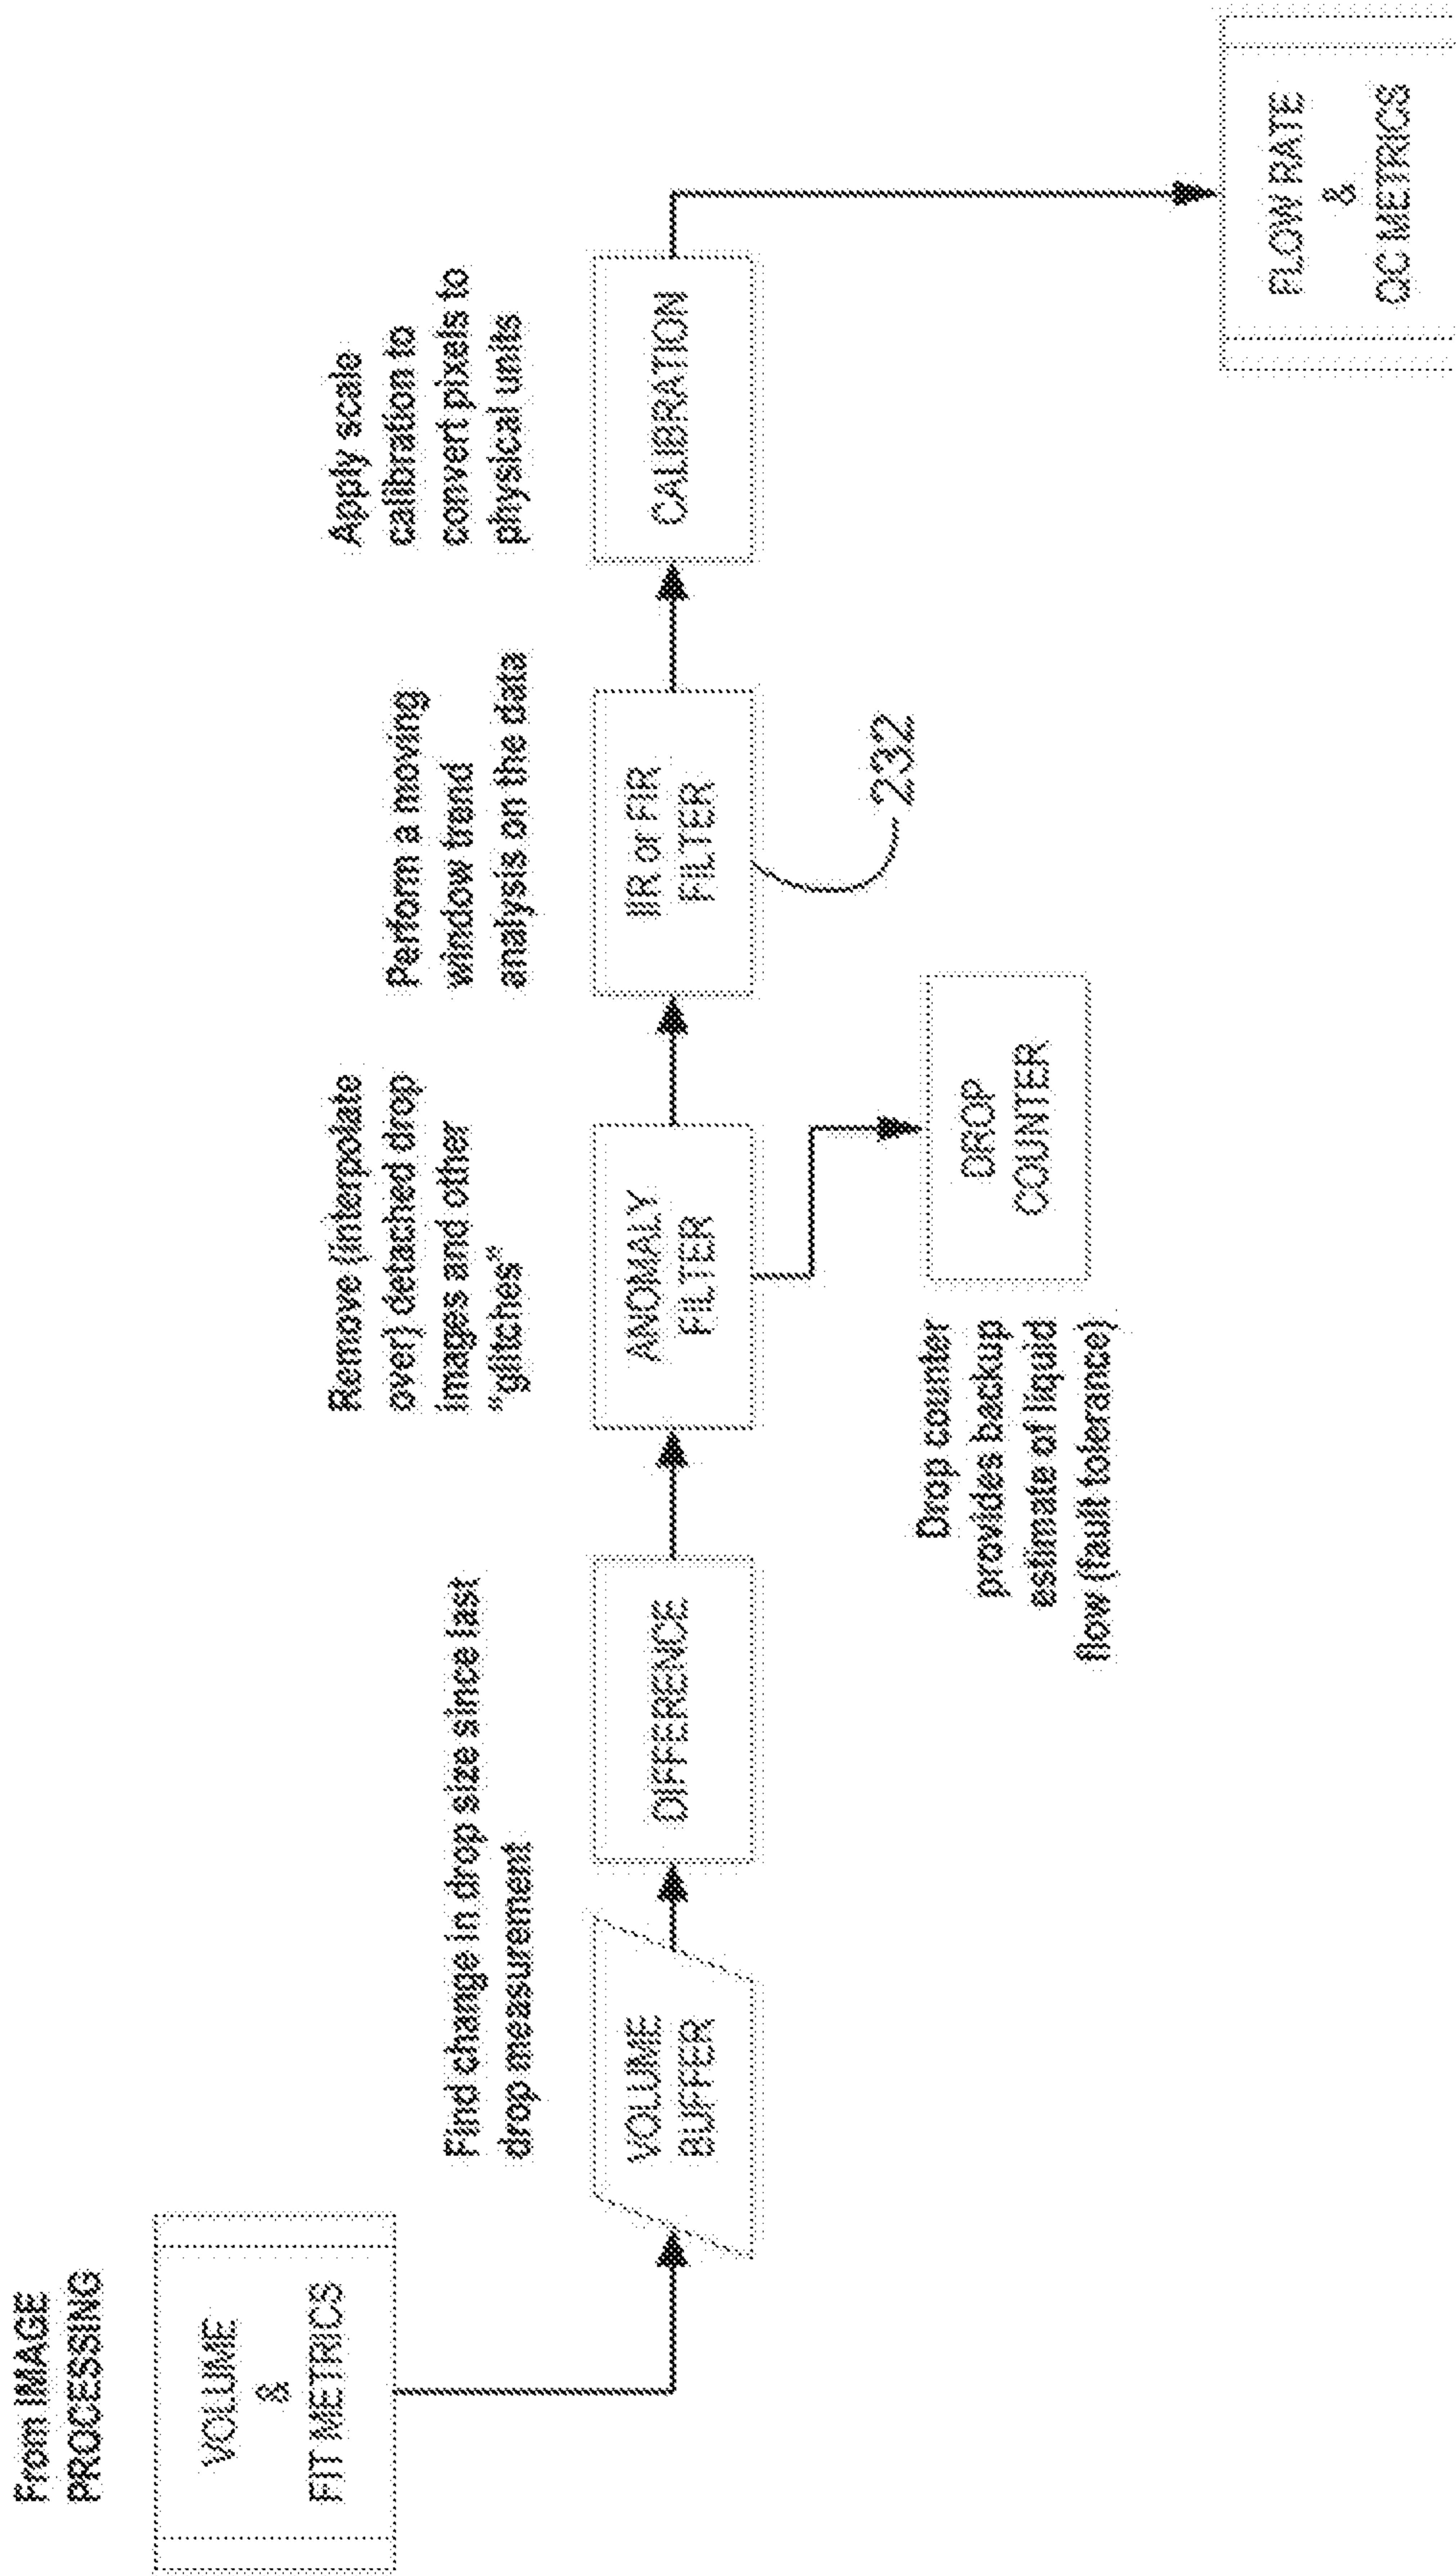 From IMAGE
PROCESSING
VOLUME
&
FIT METRICS
Find change in drop size since last
drop measurement
VOLUME
BUFFER
DIFFERENCE
Remove (interpolate
over) detached drop
images and other
"glitches"
ANOMALY
FILTER
Drop counter
provides backup
estimate of liquid
flow (fault tolerance)
DROP
COUNTER
Perform a moving
window trend
analysis on the data
IIR or FIR
FILTER
232
Apply scale
calibration to
convert pixels to
physical units
CALIBRATION
FLOW RATE
&
QC METRICS